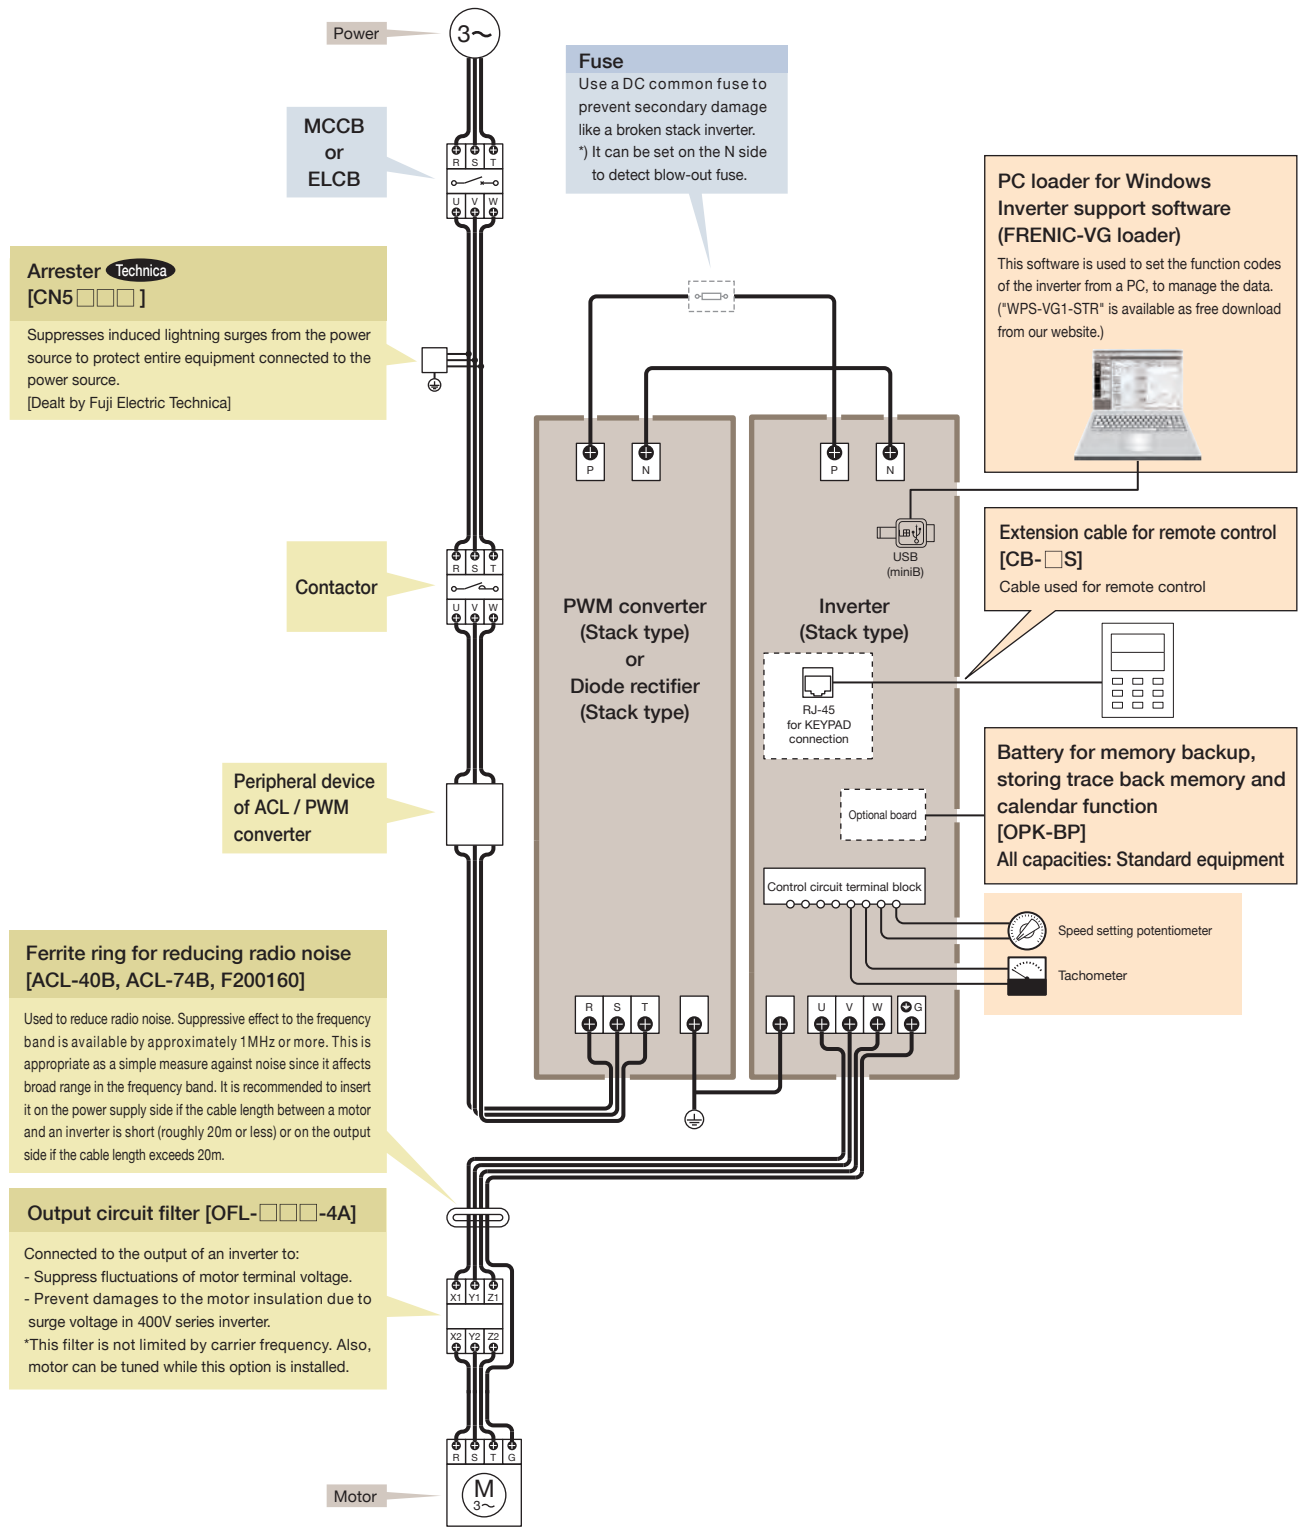 Power
3~
Fuse
Use a DC common fuse to
prevent secondary damage
like a broken stack inverter.
*) It can be set on the N side
to detect blow-out fuse.
MCCB
or
ELCB
R S T
U V W
PC loader for Windows
Inverter support software
(FRENIC-VG loader)
This software is used to set the function codes
of the inverter from a PC, to manage the data.
("WPS-VG1-STR" is available as free download
from our website.)
Arrester Technica
[CN5□□□ ]
Suppresses induced lightning surges from the power
source to protect entire equipment connected to the
power source.
[Dealt by Fuji Electric Technica]
P N
P N
USB
(miniB)
Extension cable for remote control
[CB-□S]
Cable used for remote control
R S T
Contactor
U V W
PWM converter
(Stack type)
or
Diode rectifier
(Stack type)
Inverter
(Stack type)
RJ-45
for KEYPAD
connection
Battery for memory backup,
storing trace back memory and
calendar function
[OPK-BP]
All capacities: Standard equipment
Optional board
Peripheral device
of ACL / PWM
converter
Control circuit terminal block
Speed setting potentiometer
Tachometer
Ferrite ring for reducing radio noise
[ACL-40B, ACL-74B, F200160]
Used to reduce radio noise. Suppressive effect to the frequency
band is available by approximately 1MHz or more. This is
appropriate as a simple measure against noise since it affects
broad range in the frequency band. It is recommended to insert
it on the power supply side if the cable length between a motor
and an inverter is short (roughly 20m or less) or on the output
side if the cable length exceeds 20m.
R S T
U V W G
Output circuit filter [OFL-□□□-4A]
Connected to the output of an inverter to:
- Suppress fluctuations of motor terminal voltage.
- Prevent damages to the motor insulation due to
surge voltage in 400V series inverter.
*This filter is not limited by carrier frequency. Also,
motor can be tuned while this option is installed.
X1 Y1 Z1
X2 Y2 Z2
R S T G
Motor
M
3~